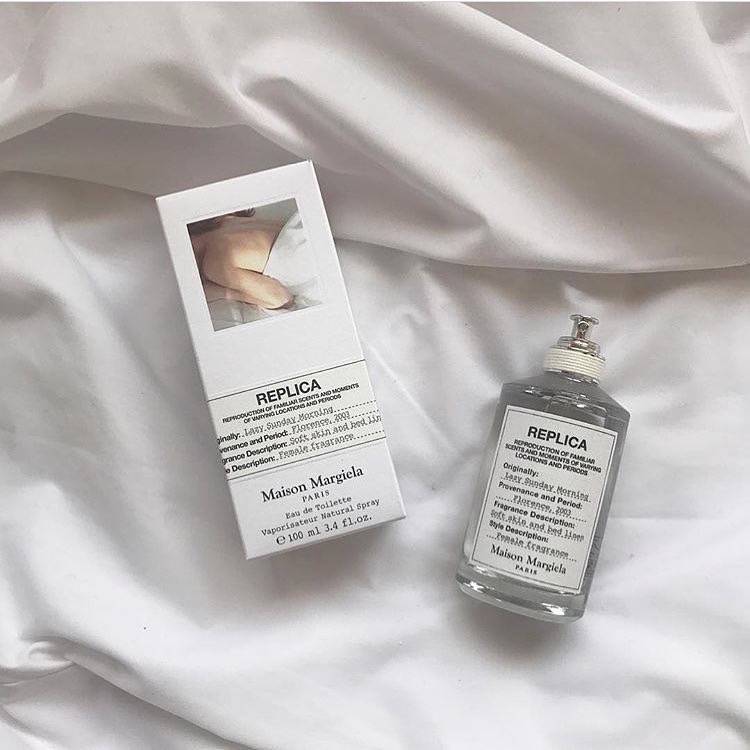 REPLICA
REPRODUCTION OF FAMILIAR SCENTS AND MOMENTS
OF VARYING LOCATIONS AND PERIODS
ginally: Lazy Sunday Morning
venance and Period: Florence, 2003
grance Description: Soft skin and bed lin
e Description: Female fragrance
Maison Margiela
PARIS
Eau de Toilette
Vaporisateur Natural Spray
℮ 100 ml 3.4 fl.oz.
REPLICA
REPRODUCTION OF FAMILIAR
SCENTS AND MOMENTS OF VARYING
LOCATIONS AND PERIODS
Originally:
Lazy Sunday Morning
Provenance and Period:
Florence, 2003
Fragrance Description:
Soft skin and bed linen
Style Description:
Female fragrance
Maison Margiela
PARIS